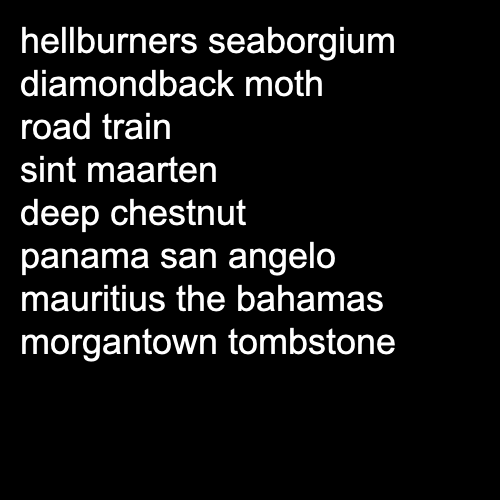 hellburners seaborgium
diamondback moth
road train
sint maarten
deep chestnut
panama san angelo
mauritius the bahamas
morgantown tombstone